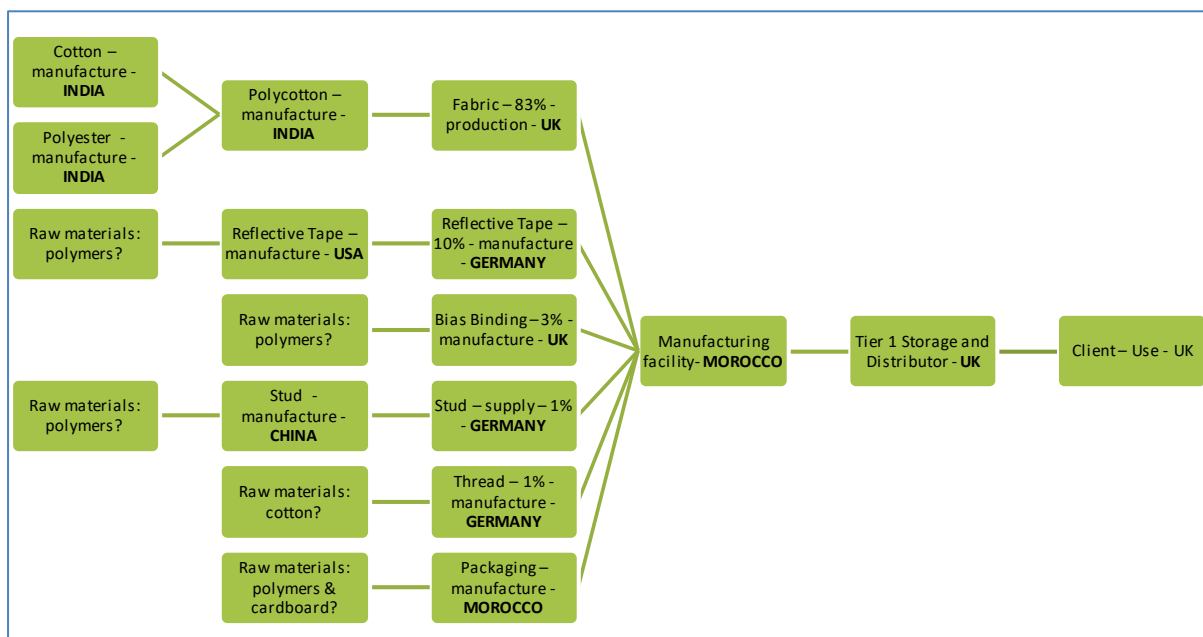 Cotton –
manufacture -
INDIA
Polyester -
manufacture -
INDIA
Polycotton –
manufacture -
INDIA
Fabric – 83% -
production - UK
Raw materials:
polymers?
Reflective Tape –
manufacture - USA
Reflective Tape –
10% - manufacture
- GERMANY
Raw materials:
polymers?
Bias Binding – 3% -
manufacture - UK
Manufacturing
facility- MOROCCO
Tier 1 Storage and
Distributor - UK
Client – Use - UK
Raw materials:
polymers?
Stud -
manufacture -
CHINA
Stud – supply – 1%
- GERMANY
Raw materials:
cotton?
Thread – 1% -
manufacture -
GERMANY
Raw materials:
polymers &
cardboard?
Packaging –
manufacture -
MOROCCO